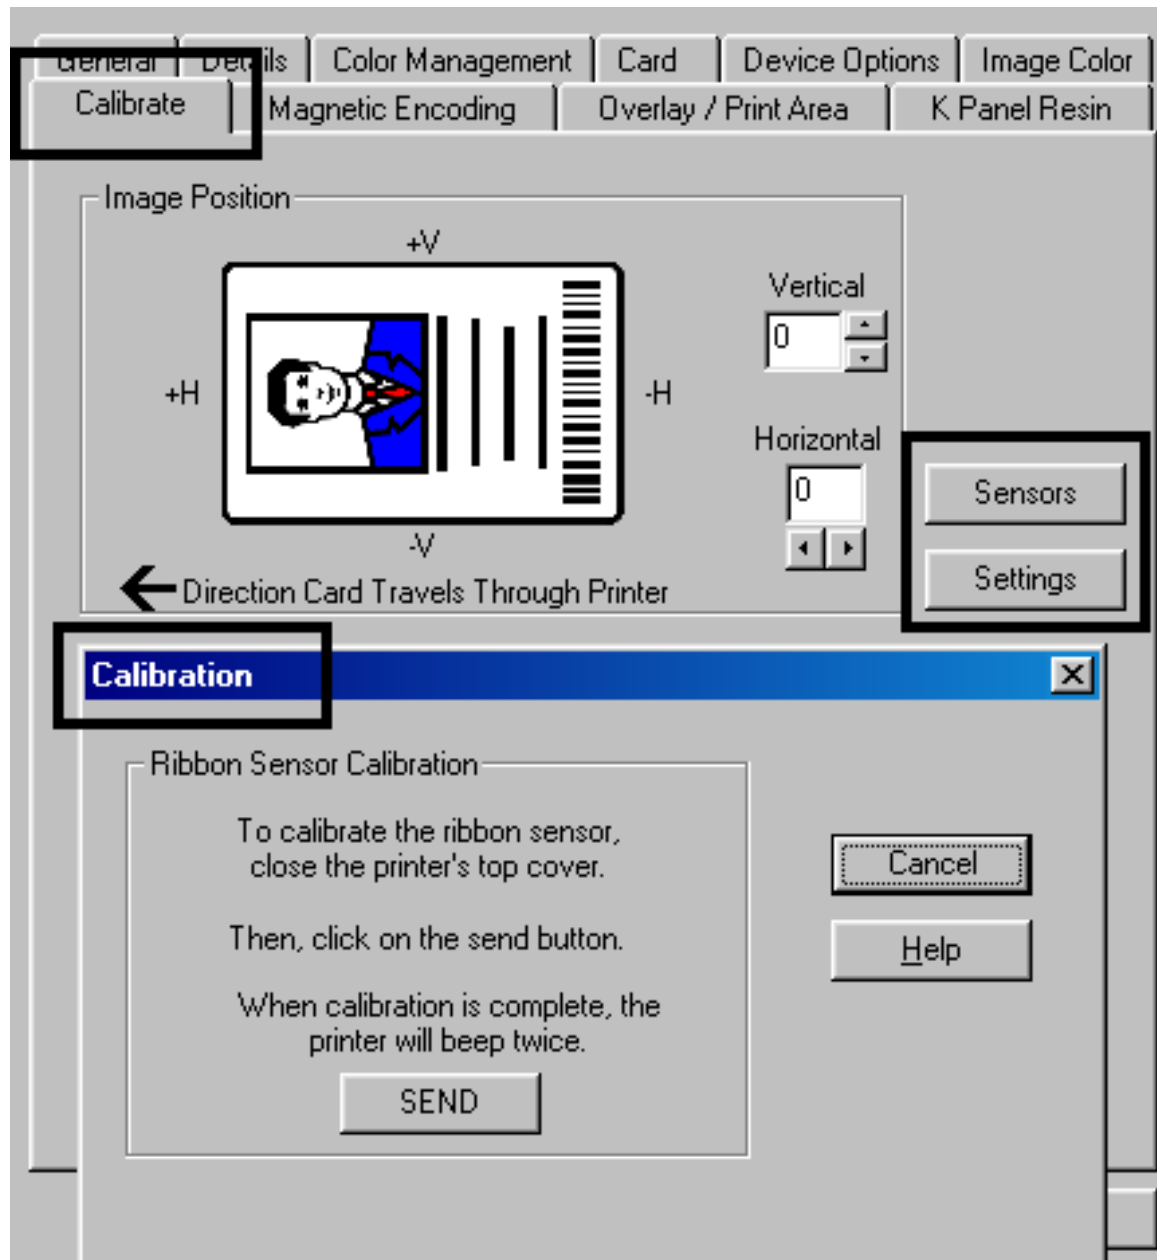 General Details Color Management Card Device Options Image Color
Calibrate Magnetic Encoding Overlay / Print Area K Panel Resin
Image Position
+V
Vertical
0
+H
-H
Horizontal
0
Sensors
-V
Settings
Direction Card Travels Through Printer
Calibration
Ribbon Sensor Calibration
To calibrate the ribbon sensor,
close the printer's top cover.
Cancel
Then, click on the send button.
Help
When calibration is complete, the
printer will beep twice.
SEND